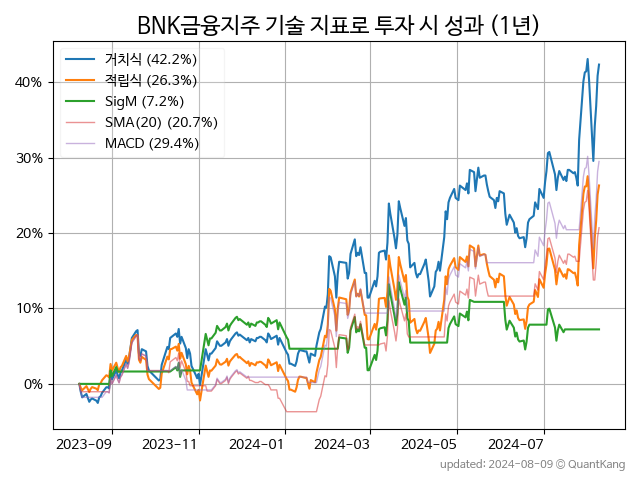 BNK금융지주 기술 지표로 투자 시 성과 (1년)
거치식 (42.2%)
적립식 (26.3%)
SigM (7.2%)
SMA(20) (20.7%)
MACD (29.4%)
40%
30%
20%
10%
0%
2023-09 2023-11 2024-01 2024-03 2024-05 2024-07
updated: 2024-08-09 © QuantKang